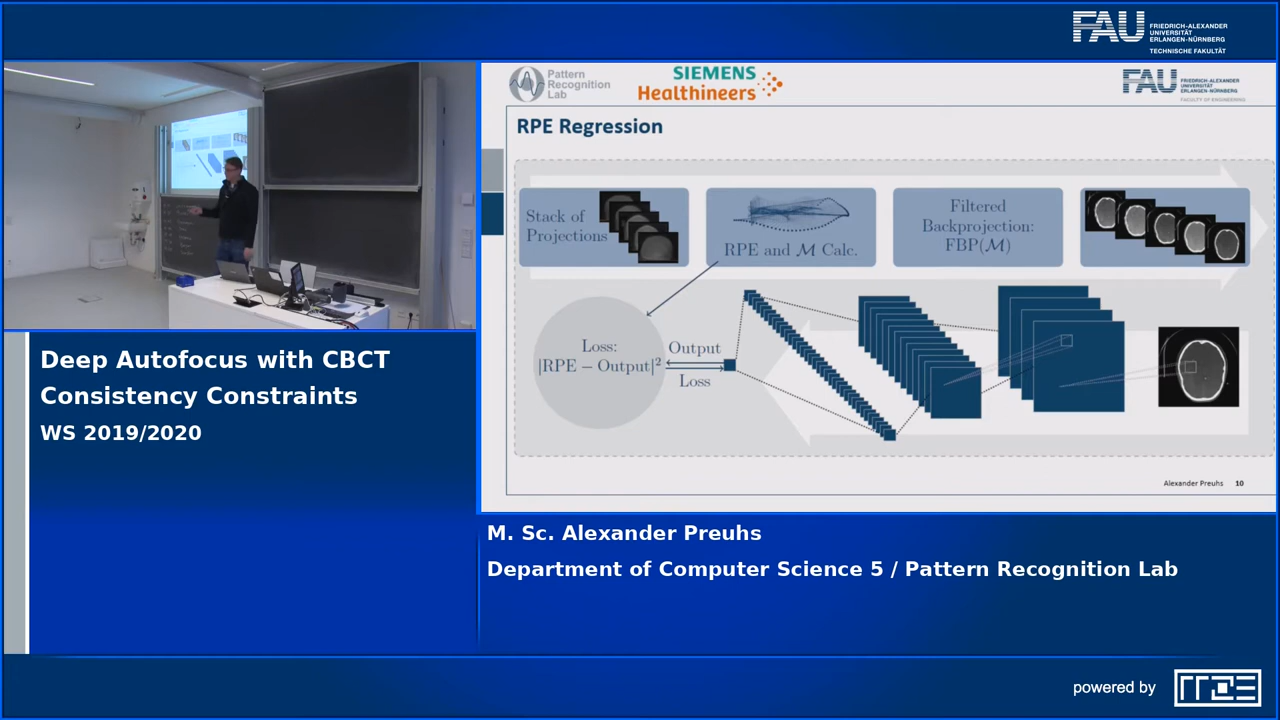 FAU
FRIEDRICH-ALEXANDER
UNIVERSITÄT
ERLANGEN-NÜRNBERG
TECHNISCHE FAKULTÄT
Pattern
Recognition
Lab
SIEMENS
Healthineers
FAU
FRIEDRICH-ALEXANDER
UNIVERSITÄT
ERLANGEN-NÜRNBERG
FACULTY OF ENGINEERING
RPE Regression
Stack of
Projections
RPE and M Calc.
Filtered
Backprojection:
FBP(M)
Loss:
|RPE − Output|²
Output
Loss
Alexander Preuhs 10
Deep Autofocus with CBCT
Consistency Constraints
WS 2019/2020
M. Sc. Alexander Preuhs
Department of Computer Science 5 / Pattern Recognition Lab
powered by